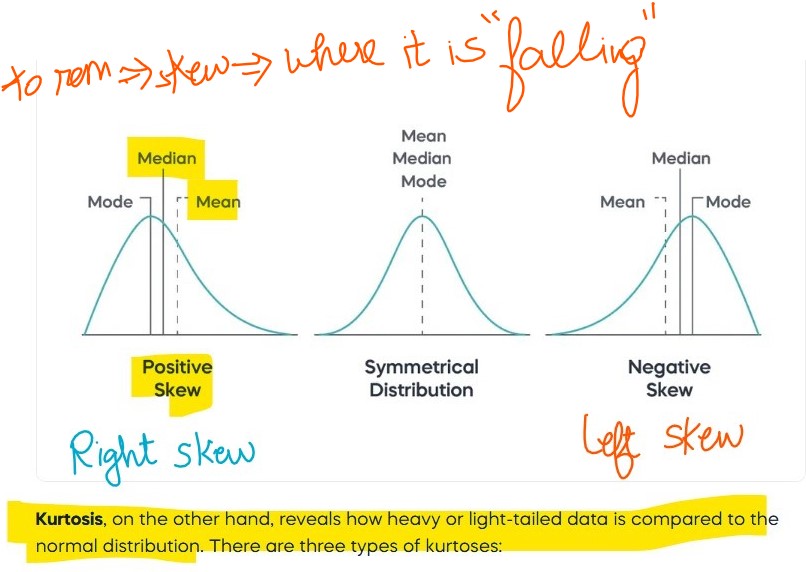 to rem => skew => where it is "falling"
Mean
Median
Mode
Median
Mode
Mean
Median
Mean
Mode
Positive
Skew
Symmetrical
Distribution
Negative
Skew
Right skew
Left skew
Kurtosis, on the other hand, reveals how heavy or light-tailed data is compared to the
normal distribution. There are three types of kurtoses: